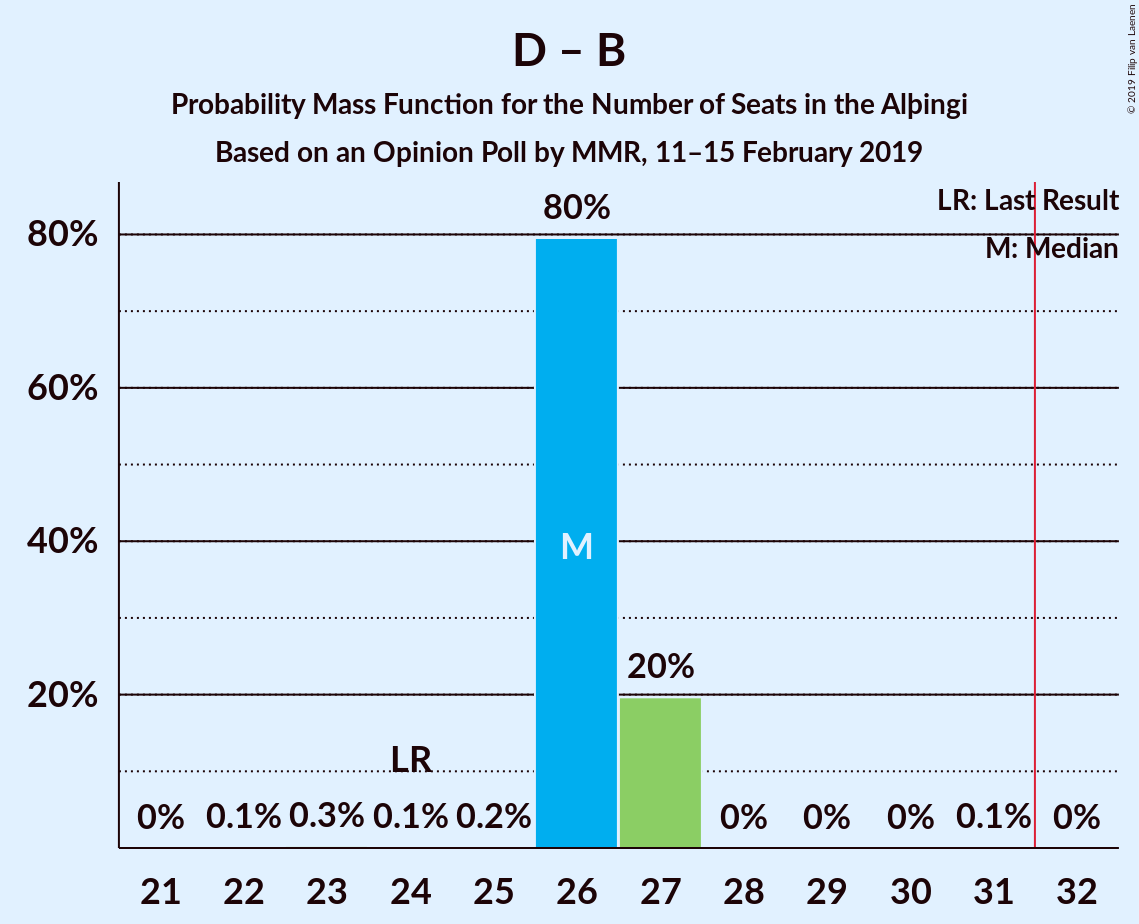 D – B
Probability Mass Function for the Number of Seats in the Alþingi
Based on an Opinion Poll by MMR, 11–15 February 2019
© 2019 Filip van Laenen
LR: Last Result
M: Median
80%
60%
40%
20%
0% 0.1% 0.3% 0.1% 0.2% 80% 20% 0% 0% 0% 0.1% 0%
LR
M
21 22 23 24 25 26 27 28 29 30 31 32